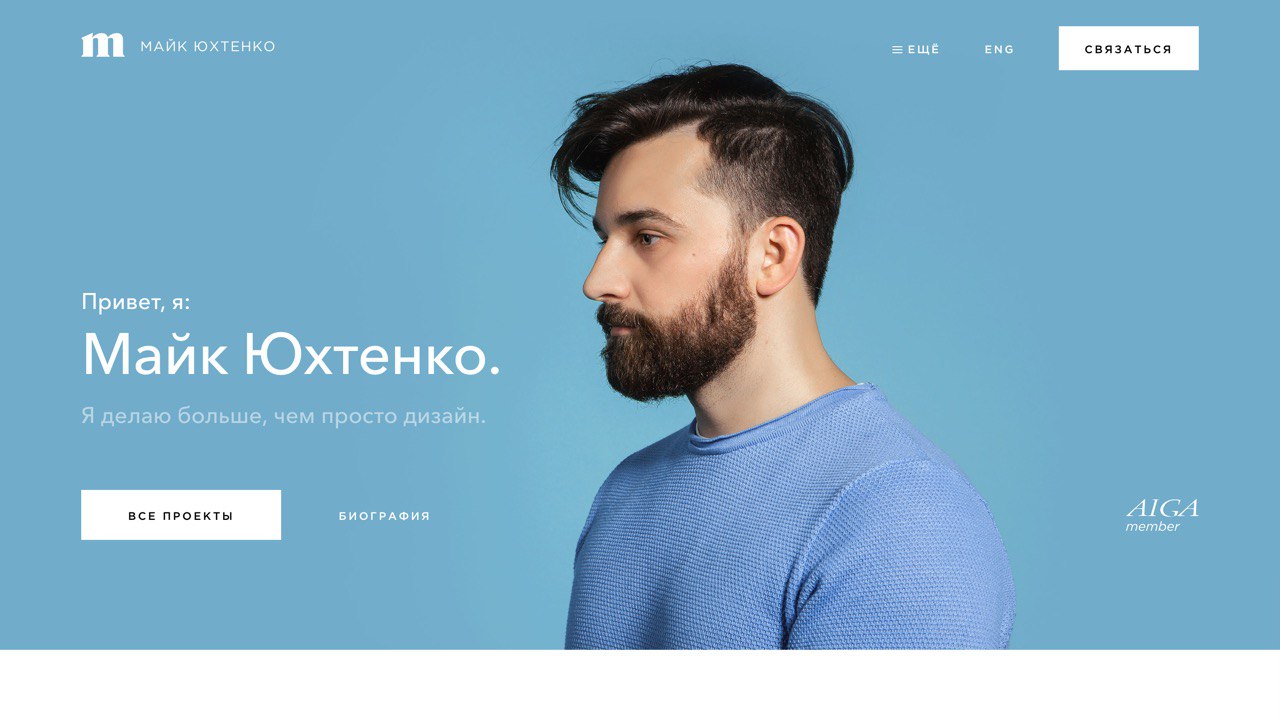 m МАЙК ЮХТЕНКО
ЕЩЁ ENG СВЯЗАТЬСЯ
Привет, я:
Майк Юхтенко.
Я делаю больше, чем просто дизайн.
ВСЕ ПРОЕКТЫ БИОГРАФИЯ
AIGA
member